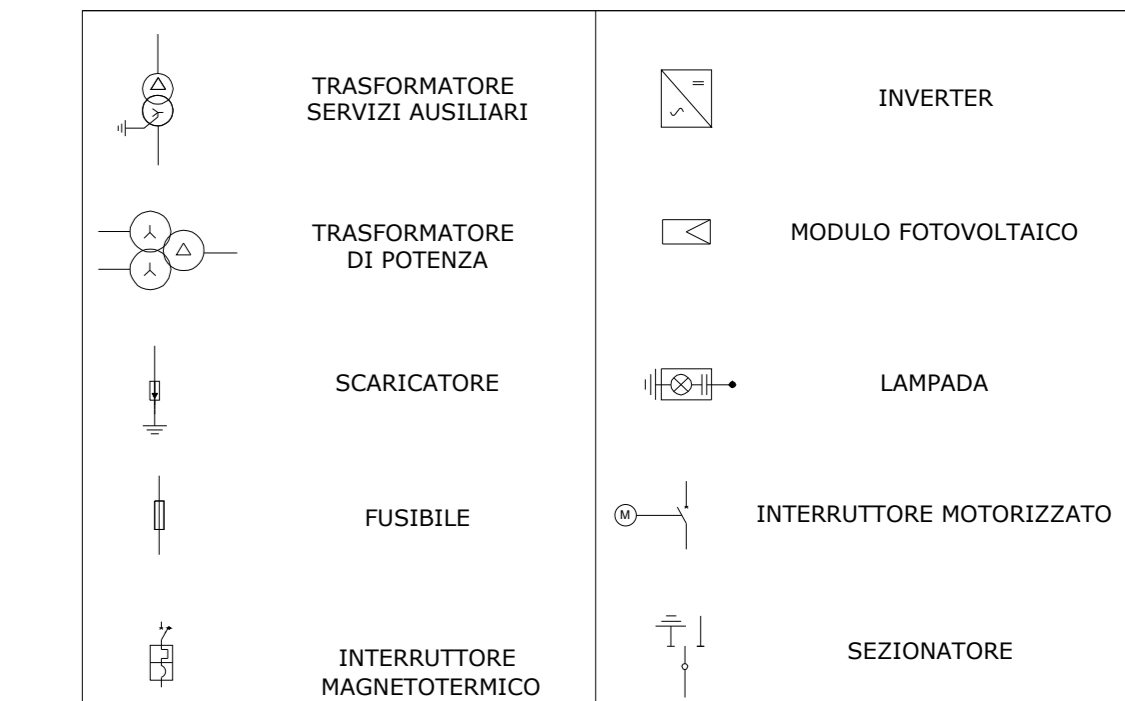 TRASFORMATORE
SERVIZI AUSILIARI
INVERTER
TRASFORMATORE
DI POTENZA
MODULO FOTOVOLTAICO
SCARICATORE
LAMPADA
FUSIBILE
M
INTERRUTTORE MOTORIZZATO
INTERRUTTORE
MAGNETOTERMICO
SEZIONATORE